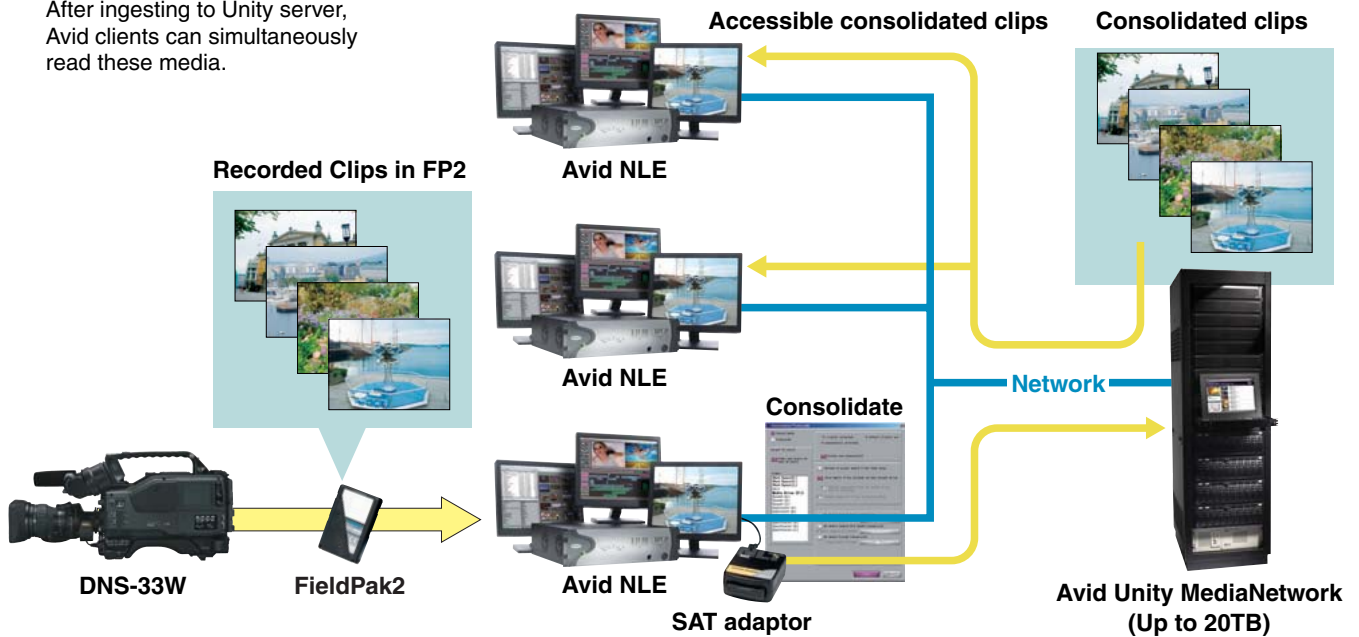 After ingesting to Unity server,
Avid clients can simultaneously
read these media.
Accessible consolidated clips
Consolidated clips
Recorded Clips in FP2
Avid NLE
Avid NLE
Consolidate
Network
DNS-33W
FieldPak2
Avid NLE
SAT adaptor
Avid Unity MediaNetwork
(Up to 20TB)